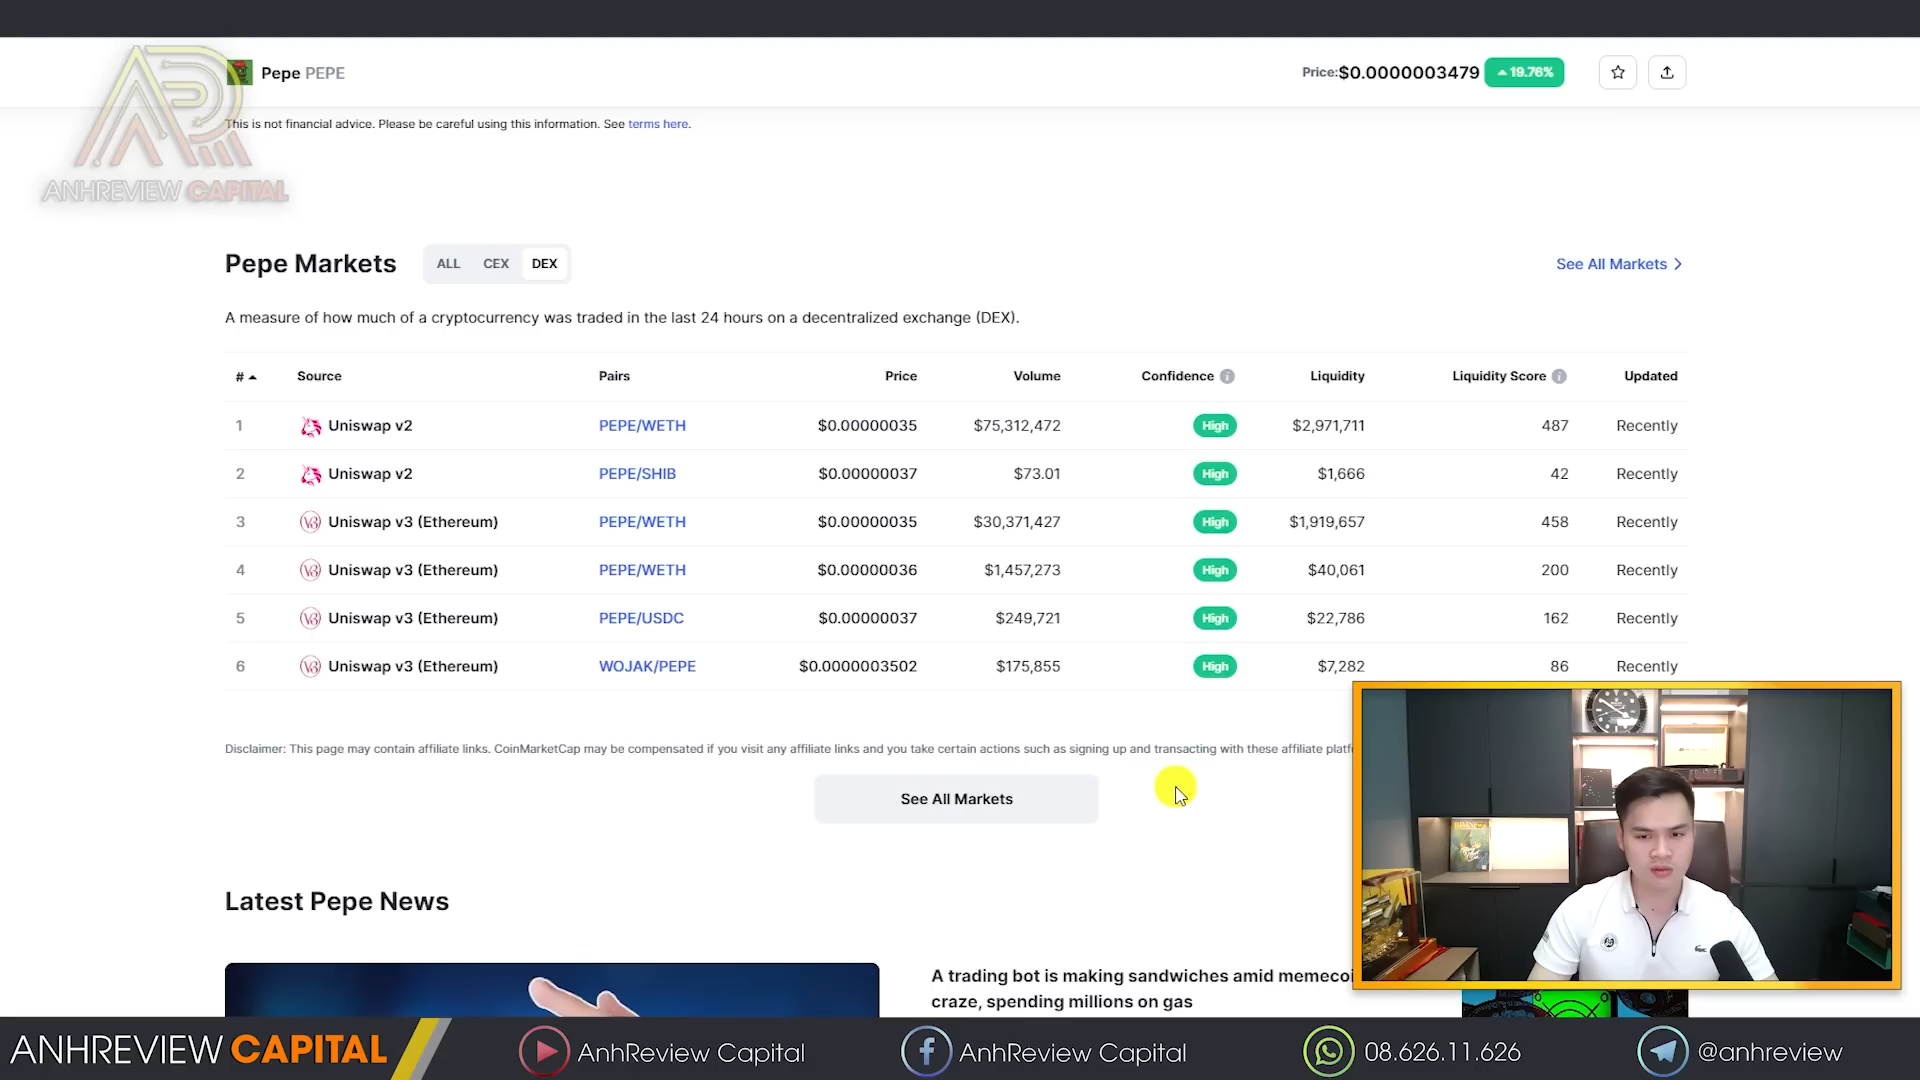 Pepe PEPE
Price:$0.0000003479 19.76%
This is not financial advice. Please be careful using this information. See terms here.
ANHREVIEW CAPITAL
Pepe Markets ALL CEX DEX See All Markets
A measure of how much of a cryptocurrency was traded in the last 24 hours on a decentralized exchange (DEX).
# Source Pairs Price Volume Confidence Liquidity Liquidity Score Updated
1 Uniswap v2 PEPE/WETH $0.00000035 $75,312,472 High $2,971,711 487 Recently
2 Uniswap v2 PEPE/SHIB $0.00000037 $73.01 High $1,666 42 Recently
3 Uniswap v3 (Ethereum) PEPE/WETH $0.00000035 $30,371,427 High $1,919,657 458 Recently
4 Uniswap v3 (Ethereum) PEPE/WETH $0.00000036 $1,457,273 High $40,061 200 Recently
5 Uniswap v3 (Ethereum) PEPE/USDC $0.00000037 $249,721 High $22,786 162 Recently
6 Uniswap v3 (Ethereum) WOJAK/PEPE $0.0000003502 $175,855 High $7,282 86 Recently
Disclaimer: This page may contain affiliate links. CoinMarketCap may be compensated if you visit any affiliate links and you take certain actions such as signing up and transacting with these affiliate
See All Markets
Latest Pepe News
A trading bot is making sandwiches amid
craze, spending millions on gas
ANHREVIEW CAPITAL AnhReview Capital AnhReview Capital 08.626.11.626 @anhreview